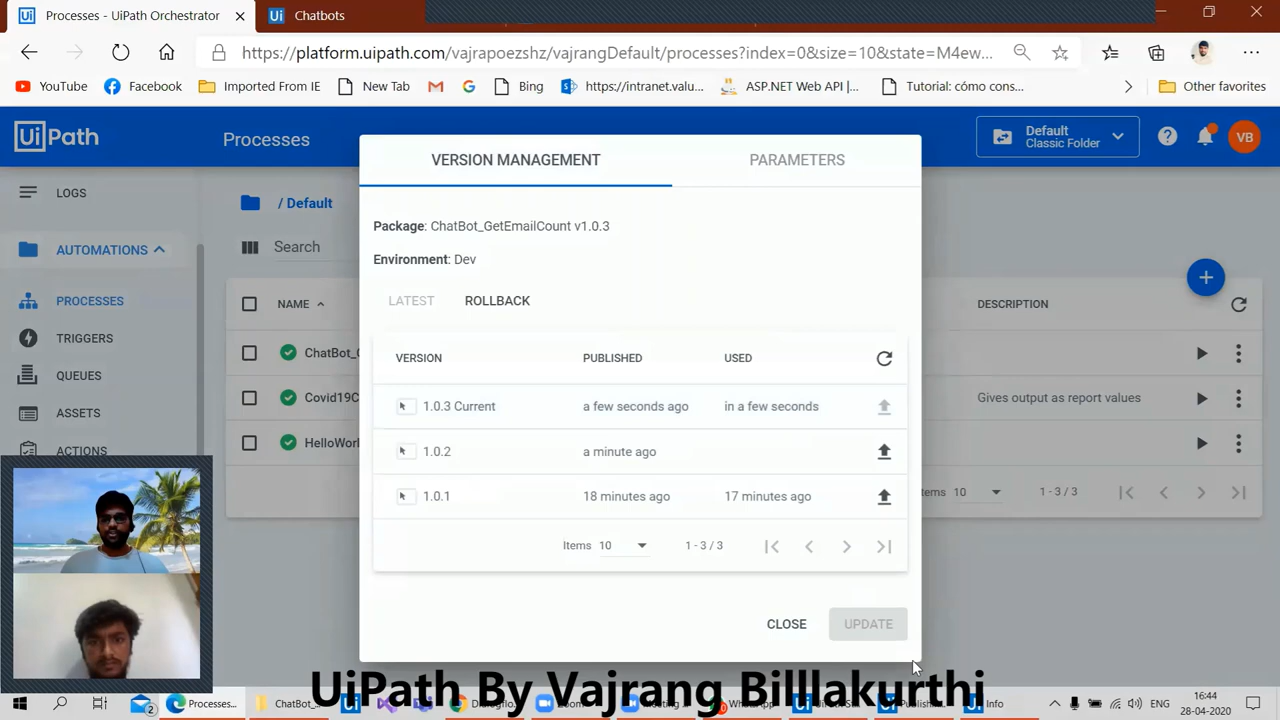 Processes - UiPath Orchestrator
Chatbots
https://platform.uipath.com/vajrapoezshz/vajrangDefault/processes?index=0&size=10&state=M4ew...
YouTube
Facebook
Imported From IE
New Tab
Bing
https://intranet.valu...
ASP.NET Web API |...
Tutorial: cómo cons...
Other favorites
UiPath
Processes
Default
Classic Folder
VB
LOGS
AUTOMATIONS
PROCESSES
TRIGGERS
QUEUES
ASSETS
ACTIONS
/ Default
Search
NAME
DESCRIPTION
ChatBot_G
Covid19C
Gives output as report values
HelloWorl
Items 10
1 - 3 / 3
VERSION MANAGEMENT
PARAMETERS
Package: ChatBot_GetEmailCount v1.0.3
Environment: Dev
LATEST
ROLLBACK
VERSION
PUBLISHED
USED
1.0.3 Current
a few seconds ago
in a few seconds
1.0.2
a minute ago
1.0.1
18 minutes ago
17 minutes ago
Items 10
1 - 3 / 3
CLOSE
UPDATE
UiPath By Vajrang Billlakurthi
Processes...
ChatBot_...
Info
ENG
16:44
28-04-2020